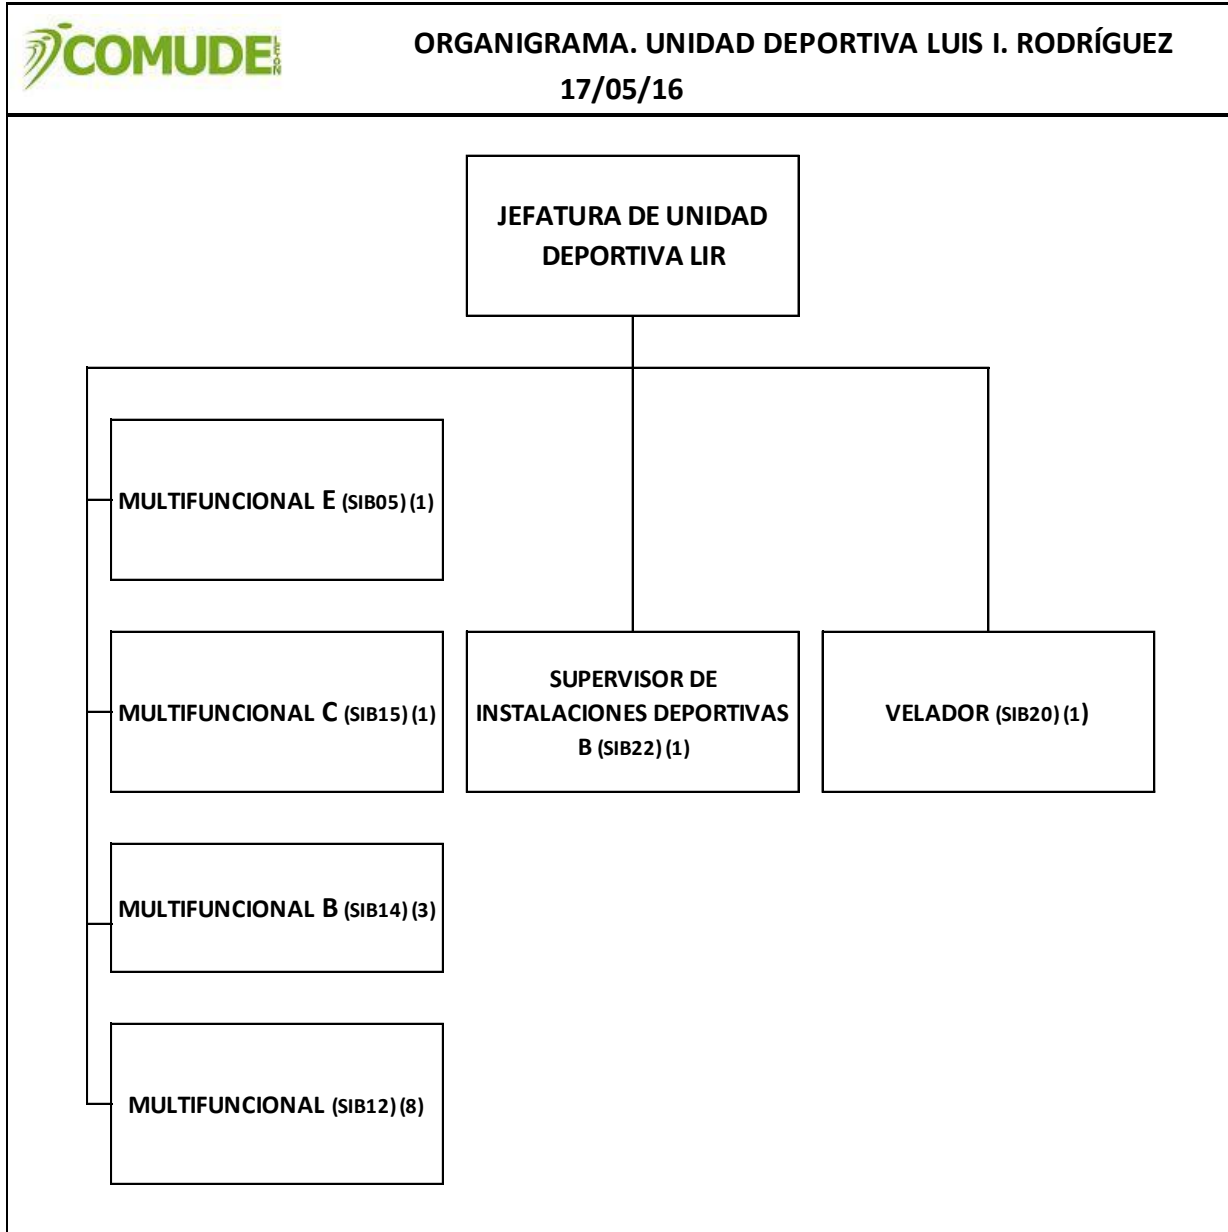 COMUDE LEÓN
ORGANIGRAMA. UNIDAD DEPORTIVA LUIS I. RODRÍGUEZ
17/05/16
JEFATURA DE UNIDAD
DEPORTIVA LIR
MULTIFUNCIONAL E (SIB05) (1)
MULTIFUNCIONAL C (SIB15) (1)
SUPERVISOR DE
INSTALACIONES DEPORTIVAS
B (SIB22) (1)
VELADOR (SIB20) (1)
MULTIFUNCIONAL B (SIB14) (3)
MULTIFUNCIONAL (SIB12) (8)